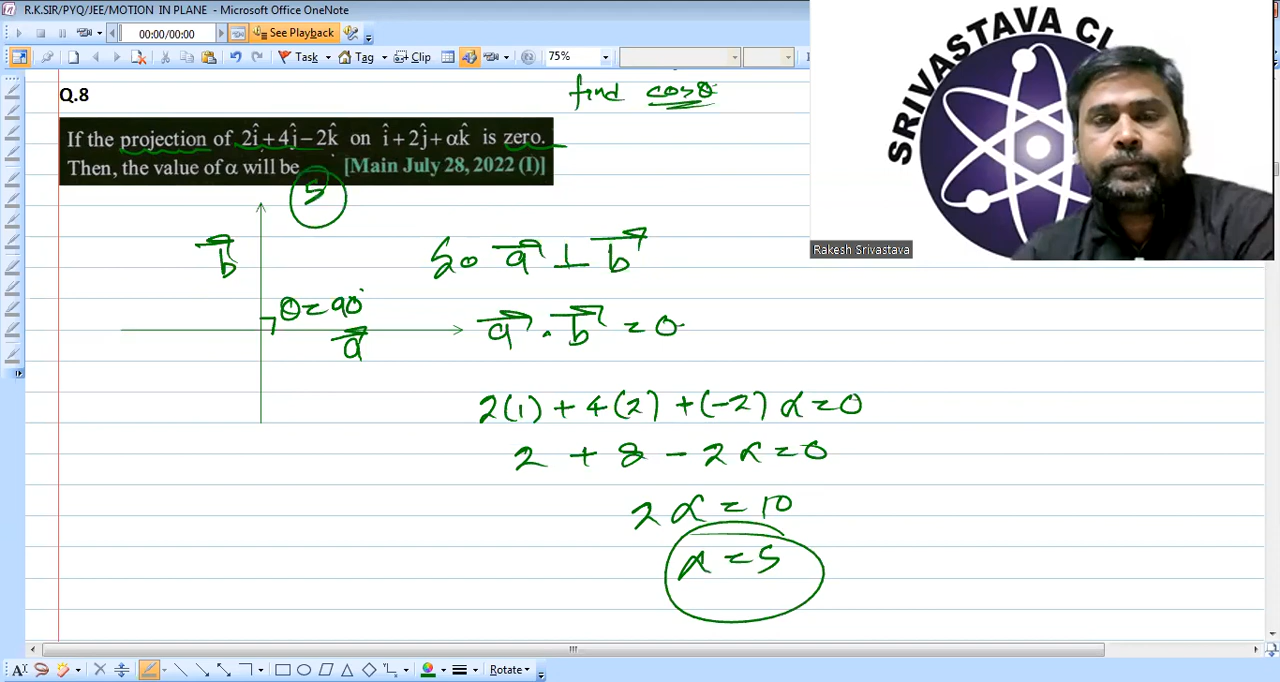 R.K.SIR/PYQ/JEE/MOTION IN PLANE - Microsoft Office OneNote
00:00/00:00
See Playback
Task
Tag
Clip
75%
find cosθ
Q.8
If the projection of 2î+4ĵ−2k̂ on î+2ĵ+αk̂ is zero.
Then, the value of α will be [Main July 28, 2022 (I)]
5
SRIVASTAVA CL
Rakesh Srivastava
b⃗
So a⃗ ⊥ b⃗
θ=90°
a⃗
a⃗ . b⃗ = 0
2(1) + 4(2) +(-2) α=0
2 + 8 - 2α=0
2α=10
α=5
Rotate